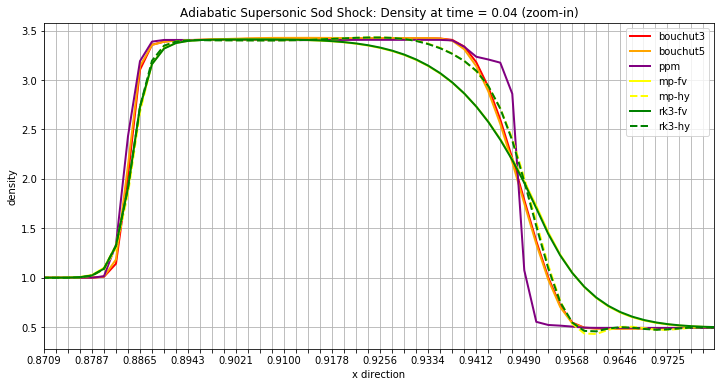 Adiabatic Supersonic Sod Shock: Density at time = 0.04 (zoom-in)
bouchut3
bouchut5
ppm
mp-fv
mp-hy
rk3-fv
rk3-hy
density
3.5
3.0
2.5
2.0
1.5
1.0
0.5
0.8709 0.8787 0.8865 0.8943 0.9021 0.9100 0.9178 0.9256 0.9334 0.9412 0.9490 0.9568 0.9646 0.9725
x direction